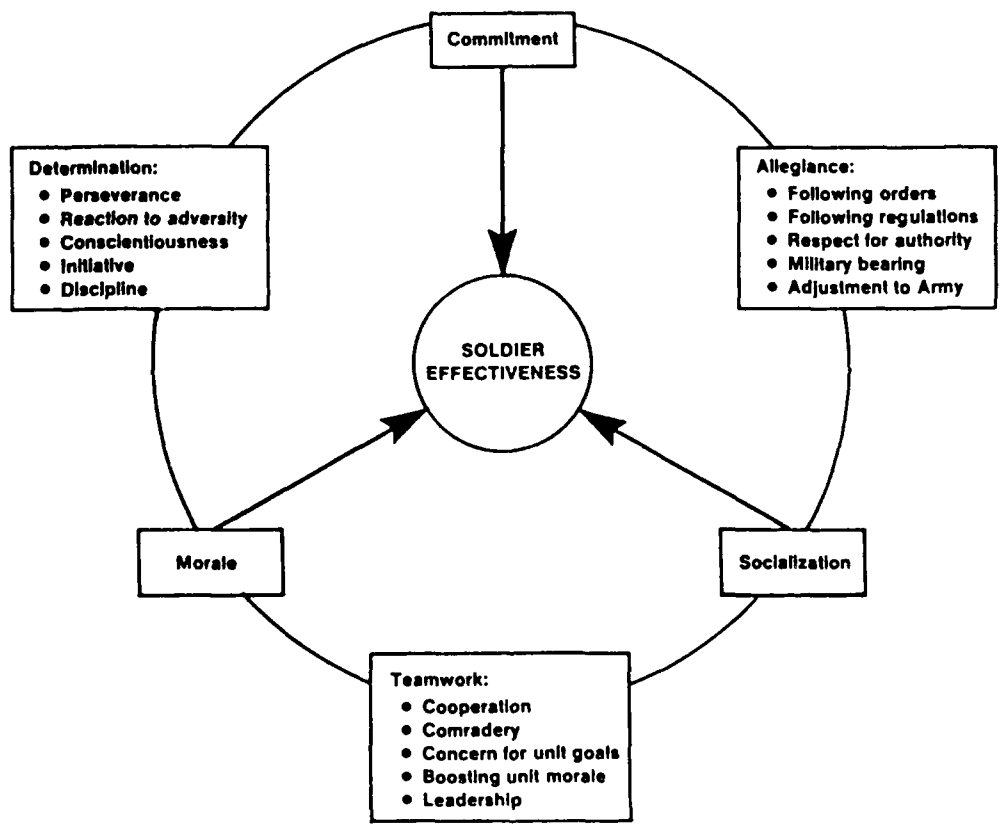 Commitment
Determination:
• Perseverance
• Reaction to adversity
• Conscientiousness
• Initiative
• Discipline
Allegiance:
• Following orders
• Following regulations
• Respect for authority
• Military bearing
• Adjustment to Army
SOLDIER
EFFECTIVENESS
Morale
Socialization
Teamwork:
• Cooperation
• Comradery
• Concern for unit goals
• Boosting unit morale
• Leadership